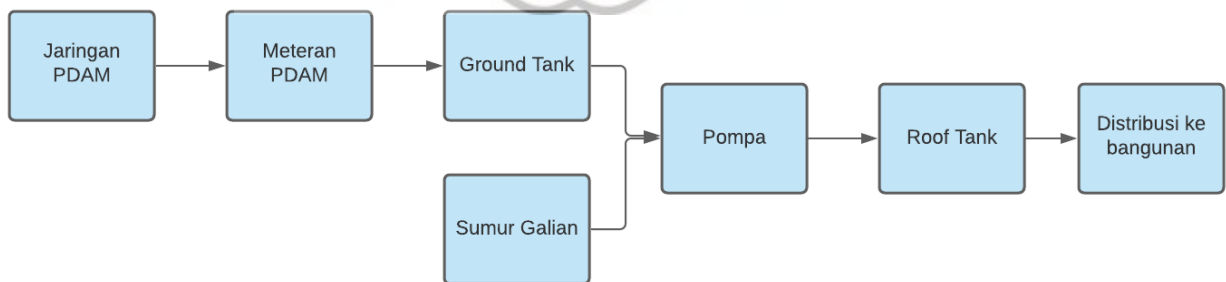 Jaringan
PDAM
Meteran
PDAM
Ground Tank
Sumur Galian
Pompa
Roof Tank
Distribusi ke
bangunan